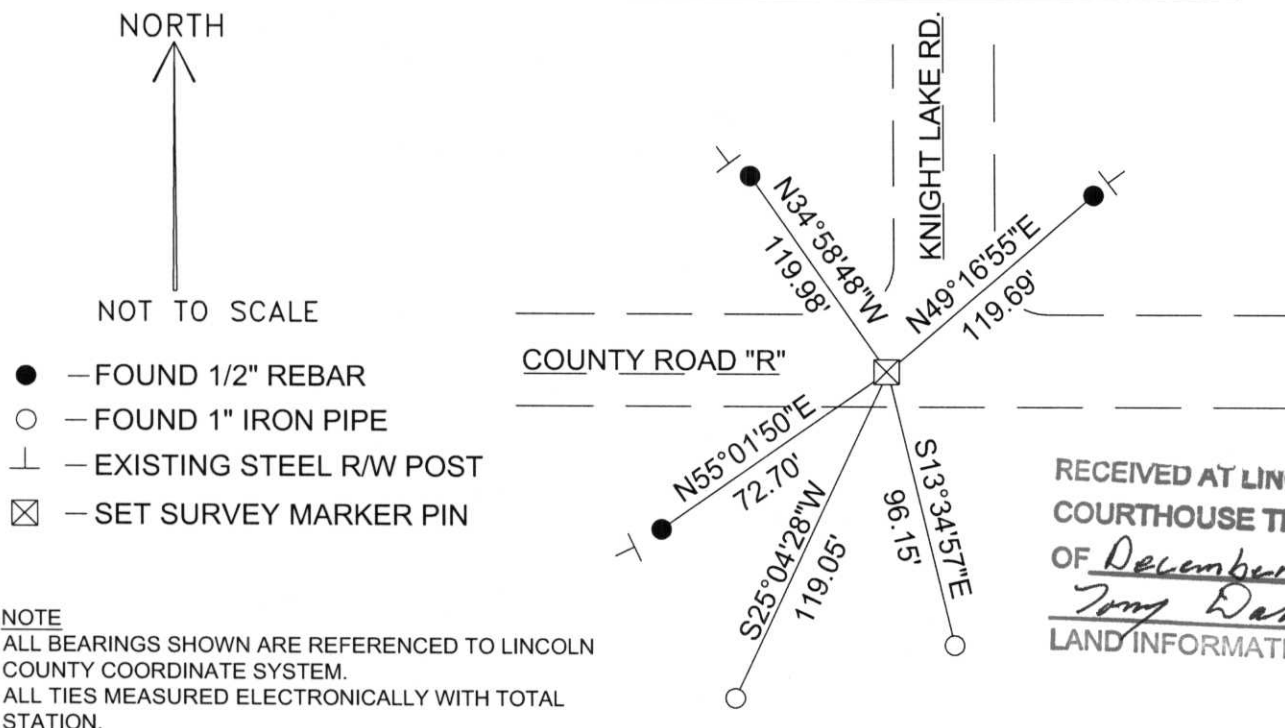 NORTH
NOT TO SCALE
—FOUND 1/2" REBAR
—FOUND 1" IRON PIPE
—EXISTING STEEL R/W POST
—SET SURVEY MARKER PIN
NOTE
ALL BEARINGS SHOWN ARE REFERENCED TO LINCOLN
COUNTY COORDINATE SYSTEM.
ALL TIES MEASURED ELECTRONICALLY WITH TOTAL
STATION.
KNIGHT LAKE RD.
N34°58'48"W
119.98'
N49°16'55"E
119.69'
COUNTY ROAD "R"
N55°01'50"E
72.70'
S25°04'28"W
119.05'
S13°34'57"E
96.15'
RECEIVED AT
COURTHOUSE
OF December
Tony
LAND